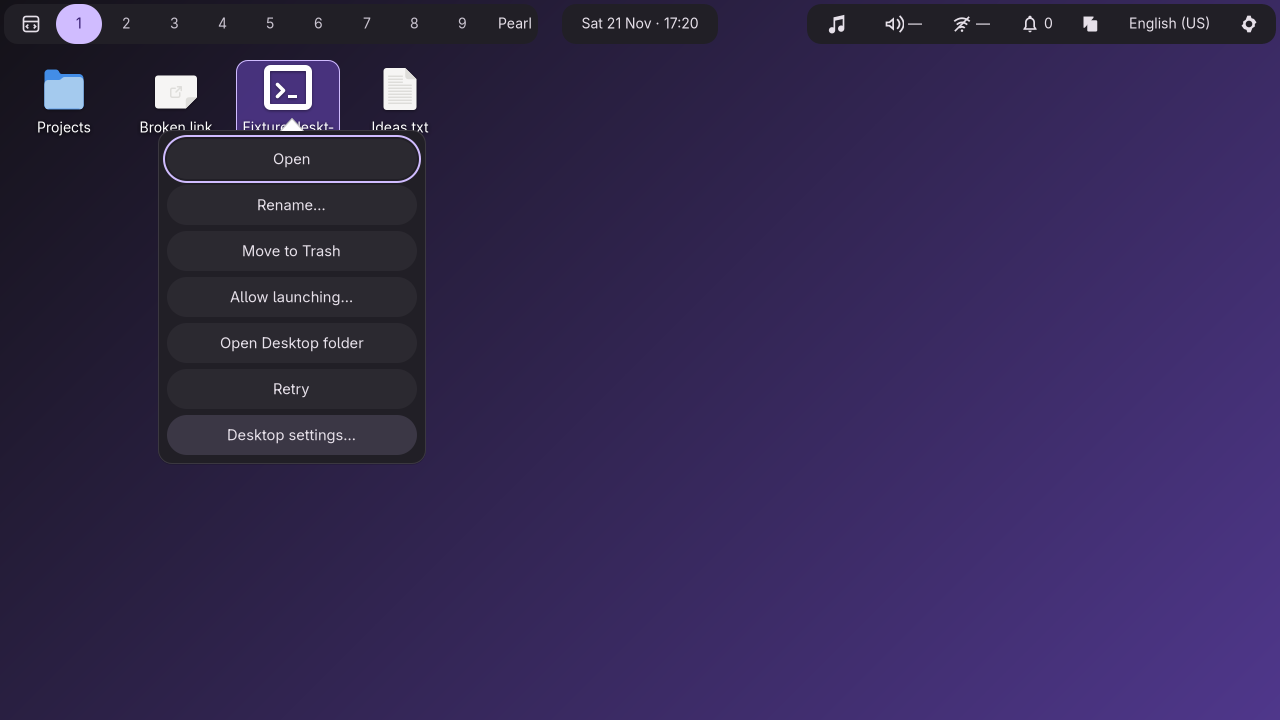 1 2 3 4 5 6 7 8 9 Pearl
Sat 21 Nov · 17:20
— — 0 English (US)
Projects
Broken link
Ideas.txt
Open
Rename...
Move to Trash
Allow launching...
Open Desktop folder
Retry
Desktop settings...